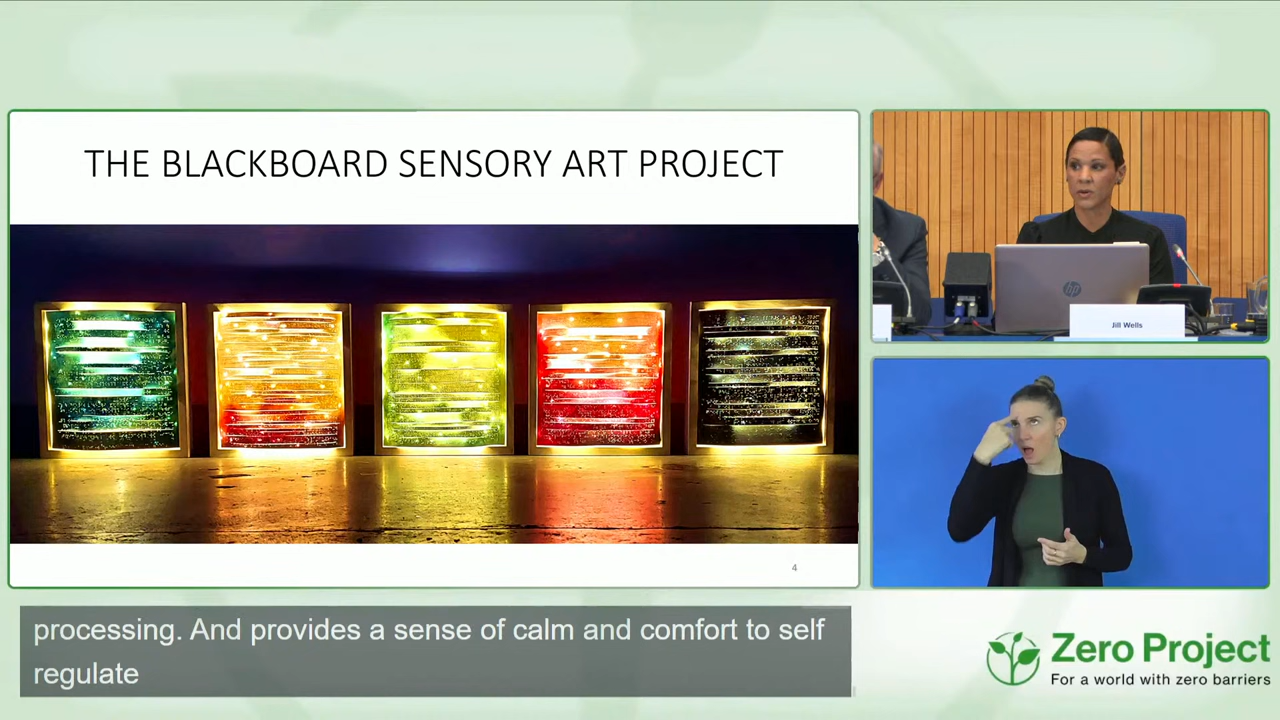 THE BLACKBOARD SENSORY ART PROJECT
4
hp
Jill Wells
processing. And provides a sense of calm and comfort to self
regulate
Zero Project
For a world with zero barriers